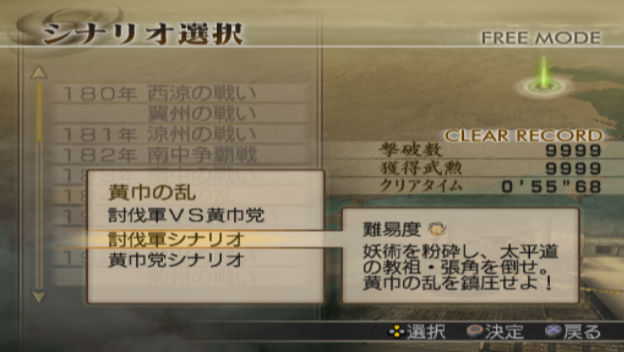 シナリオ選択
FREE MODE
180年 西涼の戦い
冀州の戦い
181年 涼州の戦い
182年 南中争覇戦
CLEAR RECORD
撃破数 9999
獲得武勲 9999
クリアタイム 0'55"68
黄巾の乱
討伐軍VS黄巾党
討伐軍シナリオ
黄巾党シナリオ
難易度
妖術を粉砕し、太平道
の教祖・張角を倒せ。
黄巾の乱を鎮圧せよ!
選択 決定 戻る